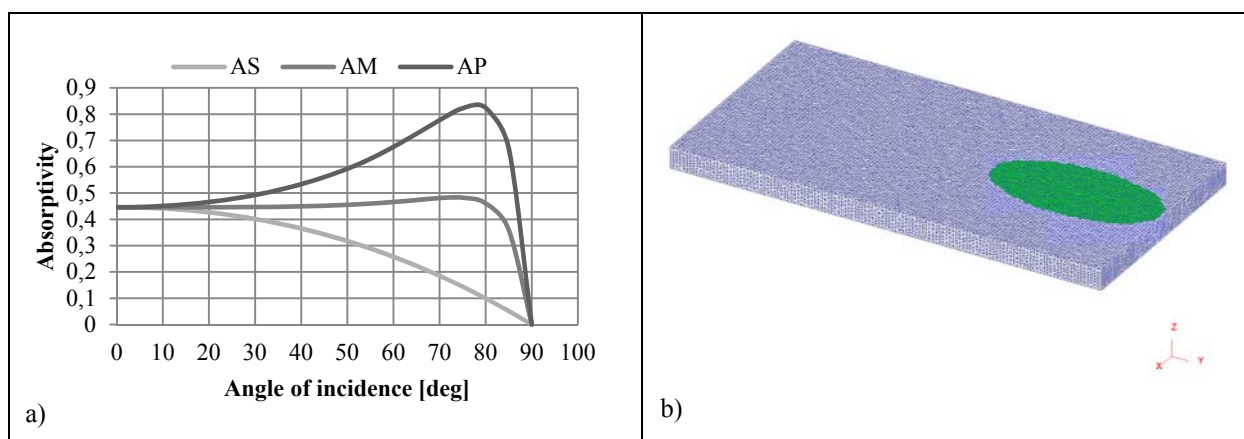 AS AM AP
0,9
0,8
0,7
0,6
0,5
0,4
0,3
0,2
0,1
0
Absorptivity
0 10 20 30 40 50 60 70 80 90 100
Angle of incidence [deg]
a)
Z
X
Y
b)